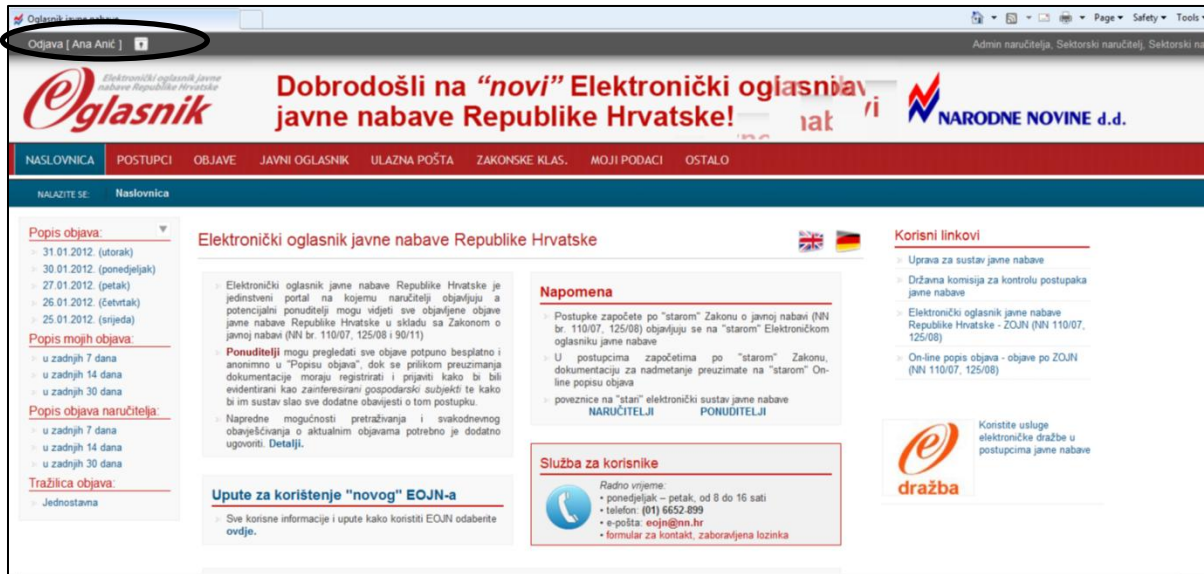 Oglasnik javne nabave
Page
Safety
Tools
Odjava [ Ana Anić ]
Admin naručitelja, Sektorski naručitelj, Sektorski na
Elektronički oglasnik javne
nabave Republike Hrvatske
Oglasnik
Dobrodošli na "novi" Elektronički
javne nabave Republike Hrvatske!
NARODNE NOVINE d.d.
NASLOVNICA
POSTUPCI
OBJAVE
JAVNI OGLASNIK
ULAZNA POŠTA
ZAKONSKE KLAS.
MOJI PODACI
OSTALO
NALAZITE SE:
Naslovnica
Popis objava:
31.01.2012. (utorak)
30.01.2012. (ponedjeljak)
27.01.2012. (petak)
26.01.2012. (četvrtak)
25.01.2012. (srijeda)
Popis mojih objava:
u zadnjih 7 dana
u zadnjih 14 dana
u zadnjih 30 dana
Popis objava naručitelja:
u zadnjih 7 dana
u zadnjih 14 dana
u zadnjih 30 dana
Tražilica objava:
Jednostavna
Elektronički oglasnik javne nabave Republike Hrvatske
Elektronički oglasnik javne nabave Republike Hrvatske je
jedinstveni portal na kojemu naručitelji objavljuju a
potencijalni ponuditelji mogu vidjeti sve objavljene objave
javne nabave Republike Hrvatske u skladu sa Zakonom o
javnoj nabavi (NN br. 110/07, 125/08 i 90/11)
Ponuditelji mogu pregledati sve objave potpuno besplatno i
anonimno u "Popisu objava", dok se prilikom preuzimanja
dokumentacije moraju registrirati i prijaviti kako bi bili
evidentirani kao zainteresirani gospodarski subjekti te kako
bi im sustav slao sve dodatne obavijesti o tom postupku.
Napredne mogućnosti pretraživanja i svakodnevnog
obavješćivanja o aktualnim objavama potrebno je dodatno
ugovoriti. Detalji.
Upute za korištenje "novog" EOJN-a
Sve korisne informacije i upute kako koristiti EOJN odaberite
ovdje.
Napomena
Postupke započete po "starom" Zakonu o javnoj nabavi (NN
br. 110/07, 125/08) objavljuju se na "starom" Elektroničkom
oglasniku javne nabave
U postupcima započetima po "starom" Zakonu,
dokumentaciju za nadmetanje preuzimate na "starom" On-
line popisu objava
poveznice na "stari" elektronički sustav javne nabave
NARUČITELJI PONUDITELJI
Služba za korisnike
Radno vrijeme:
• ponedjeljak – petak, od 8 do 16 sati
• telefon: (01) 6652-899
• e-pošta: eojn@nn.hr
• formular za kontakt, zaboravljena lozinka
Korisni linkovi
Uprava za sustav javne nabave
Državna komisija za kontrolu postupaka
javne nabave
Elektronički oglasnik javne nabave
Republike Hrvatske - ZOJN (NN 110/07,
125/08)
On-line popis objava - objave po ZOJN
(NN 110/07, 125/08)
dražba
Koristite usluge
elektroničke dražbe u
postupcima javne nabave